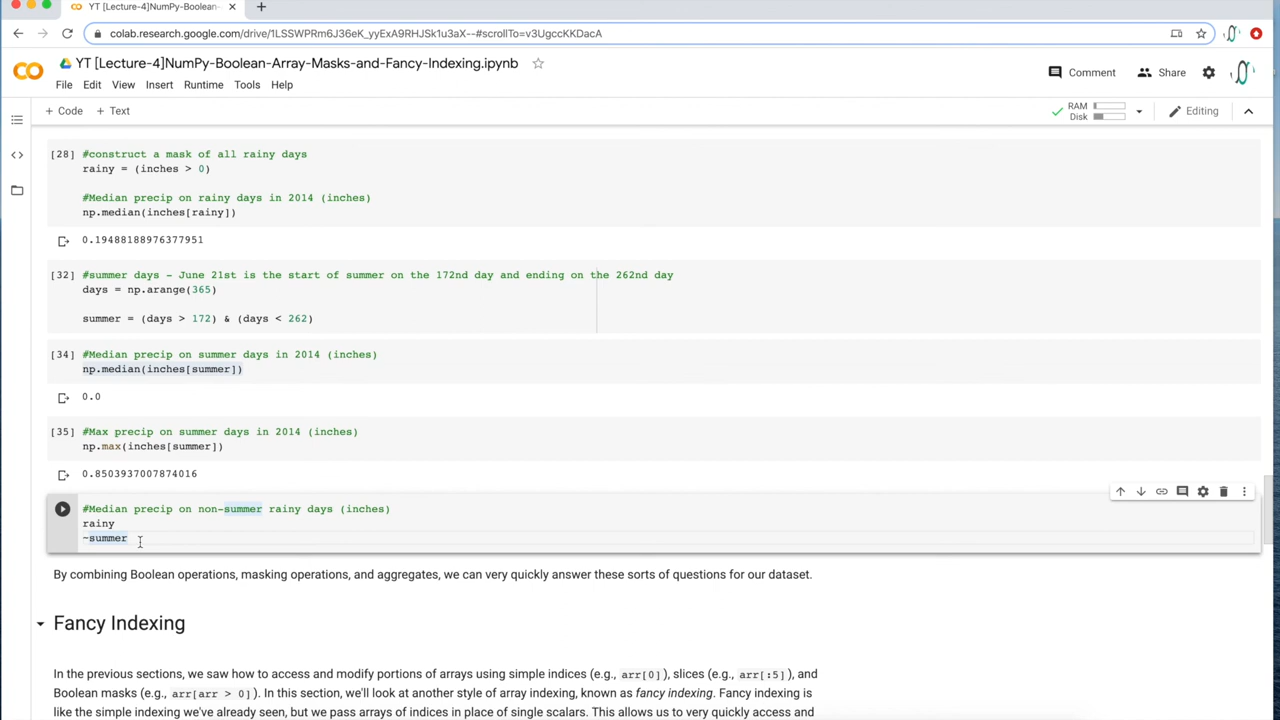 YT [Lecture-4]NumPy-Boolean-
colab.research.google.com/drive/1LSSWPRm6J36eK_yyExA9RHJSk1u3aX--#scrollTo=v3UgccKKDacA
YT [Lecture-4]NumPy-Boolean-Array-Masks-and-Fancy-Indexing.ipynb
Comment Share
File Edit View Insert Runtime Tools Help
+ Code + Text
RAM
Disk
Editing
[28] #construct a mask of all rainy days
rainy = (inches > 0)
#Median precip on rainy days in 2014 (inches)
np.median(inches[rainy])
0.19488188976377951
[32] #summer days - June 21st is the start of summer on the 172nd day and ending on the 262nd day
days = np.arange(365)
summer = (days > 172) & (days < 262)
[34] #Median precip on summer days in 2014 (inches)
np.median(inches[summer])
0.0
[35] #Max precip on summer days in 2014 (inches)
np.max(inches[summer])
0.8503937007874016
#Median precip on non-summer rainy days (inches)
rainy
~summer
By combining Boolean operations, masking operations, and aggregates, we can very quickly answer these sorts of questions for our dataset.
Fancy Indexing
In the previous sections, we saw how to access and modify portions of arrays using simple indices (e.g., arr[0]), slices (e.g., arr[:5]), and
Boolean masks (e.g., arr[arr > 0]). In this section, we'll look at another style of array indexing, known as fancy indexing. Fancy indexing is
like the simple indexing we've already seen, but we pass arrays of indices in place of single scalars. This allows us to very quickly access and